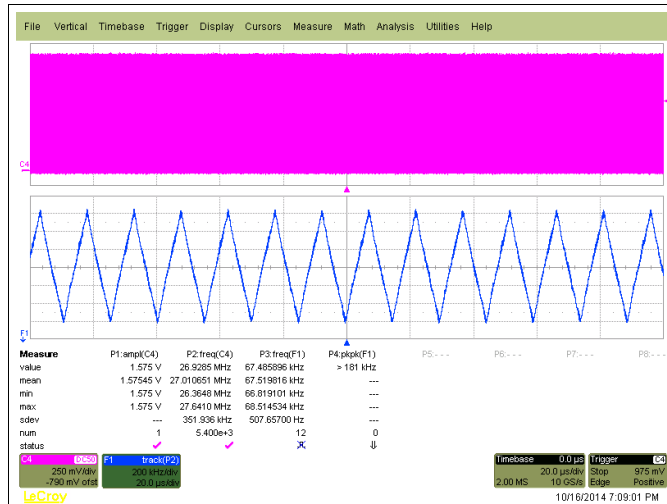 File Vertical Timebase Trigger Display Cursors Measure Math Analysis Utilities Help
C4
F1
Measure P1:ampl(C4) P2:freq(C4) P3:freq(F1) P4:pkpk(F1) P5:- - - P6:- - - P7:- - - P8:- - -
value 1.575 V 26.9285 MHz 67.485896 kHz > 181 kHz
mean 1.57545 V 27.010651 MHz 67.519816 kHz ---
min 1.575 V 26.3648 MHz 66.819101 kHz ---
max 1.575 V 27.6410 MHz 68.514534 kHz ---
sdev --- 351.936 kHz 507.65700 Hz ---
num 1 5.400e+3 12 0
status
C4 DC50 F1 track(P2) Timebase 0.0 µs Trigger C4
250 mV/div 200 kHz/div 20.0 µs/div Stop 975 mV
-790 mV ofst 20.0 µs/div 2.00 MS 10 GS/s Edge Positive
LeCroy 10/16/2014 7:09:01 PM